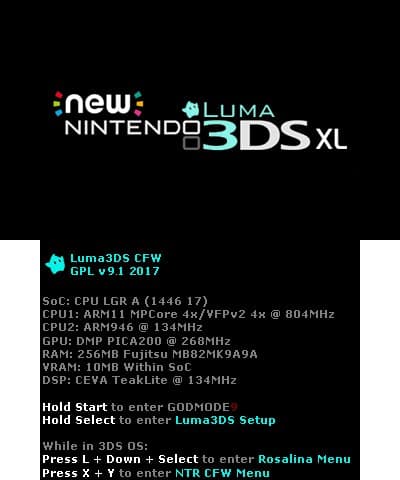 new LUMA
NINTENDO 3DS XL
Luma3DS CFW
GPL v9.1 2017
SoC: CPU LGR A (1446 17)
CPU1: ARM11 MPCore 4x/VFPv2 4x @ 804MHz
CPU2: ARM946 @ 134MHz
GPU: DMP PICA200 @ 268MHz
RAM: 256MB Fujitsu MB82MK9A9A
VRAM: 10MB Within SoC
DSP: CEVA TeakLite @ 134MHz
Hold Start to enter GODMODE9
Hold Select to enter Luma3DS Setup
While in 3DS OS:
Press L + Down + Select to enter Rosalina Menu
Press X + Y to enter NTR CFW Menu